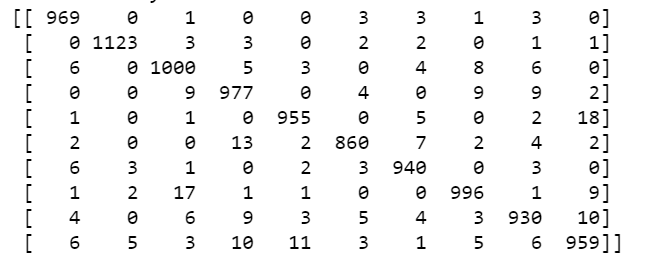 [[ 969 0 1 0 0 3 3 1 3 0]
[ 0 1123 3 3 0 2 2 0 1 1]
[ 6 0 1000 5 3 0 4 8 6 0]
[ 0 0 9 977 0 4 0 9 9 2]
[ 1 0 1 0 955 0 5 0 2 18]
[ 2 0 0 13 2 860 7 2 4 2]
[ 6 3 1 0 2 3 940 0 3 0]
[ 1 2 17 1 1 0 0 996 1 9]
[ 4 0 6 9 3 5 4 3 930 10]
[ 6 5 3 10 11 3 1 5 6 959]]